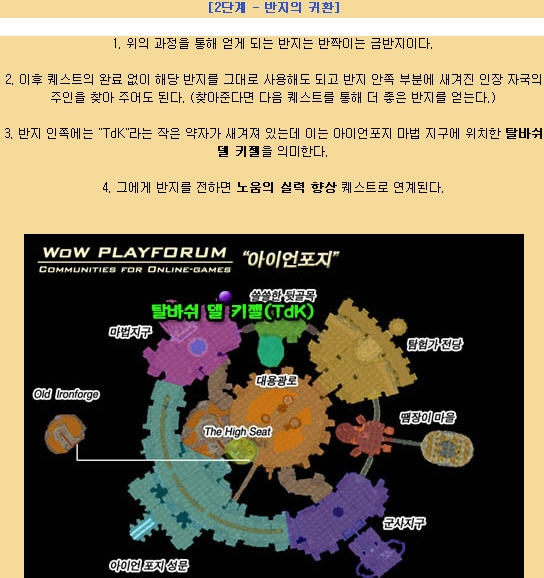 [2단계 - 반지의 귀환]
1. 위의 과정을 통해 얻게 되는 반지는 반짝이는 금반지이다.
2. 이후 퀘스트의 완료 없이 해당 반지를 그대로 사용해도 되고 반지 안쪽 부분에 새겨진 인장 자국의
주인을 찾아 주어도 된다. (찾아준다면 다음 퀘스트를 통해 더 좋은 반지를 얻는다.)
3. 반지 안쪽에는 "TdK"라는 작은 약자가 새겨져 있는데 이는 아이언포지 마법 지구에 위치한 탈바쉬
델 키젤을 의미한다.
4. 그에게 반지를 전하면 노움의 실력 향상 퀘스트로 연계된다.
WoW PLAYFORUM
COMMUNITIES FOR ONLINE-GAMES
"아이언포지"
쓸쓸한 뒷골목
탈바쉬 델 키젤(TdK)
마법지구
탐험가 전당
대용광로
Old Ironforge
땜장이 마을
The High Seat
군사지구
아이언 포지 성문